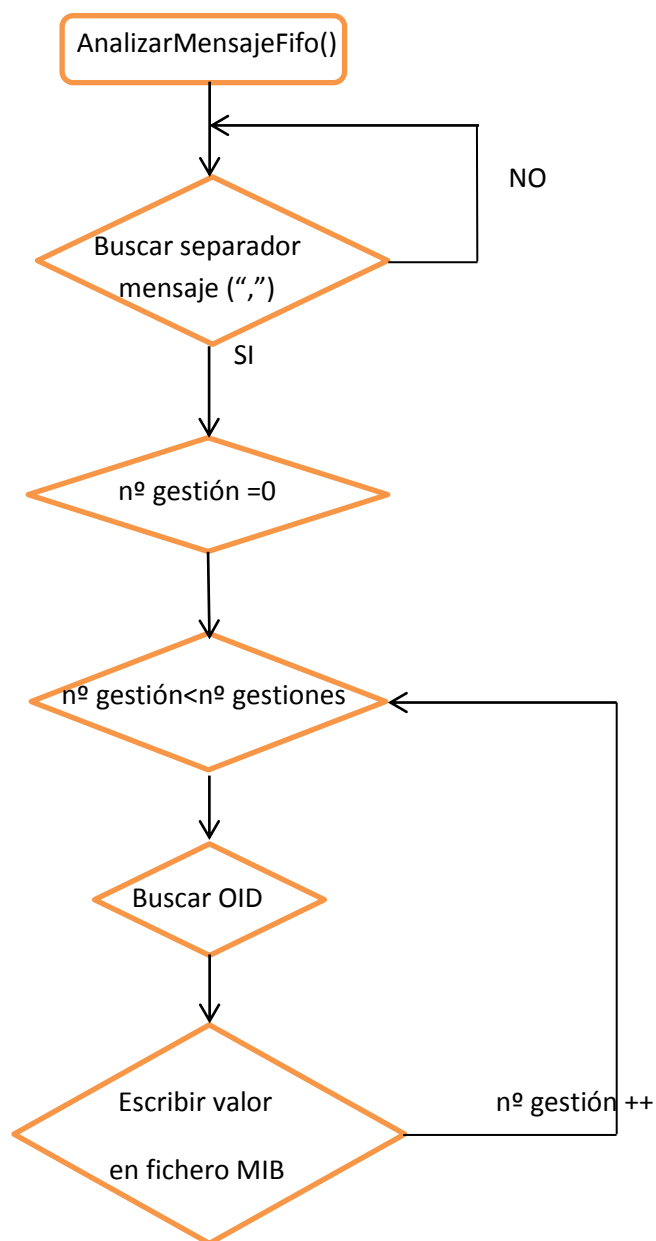 AnalizarMensajeFifo()
NO
Buscar separador
mensaje (“,”)
SI
nº gestión =0
nº gestión<nº gestiones
Buscar OID
Escribir valor
nº gestión ++
en fichero MIB